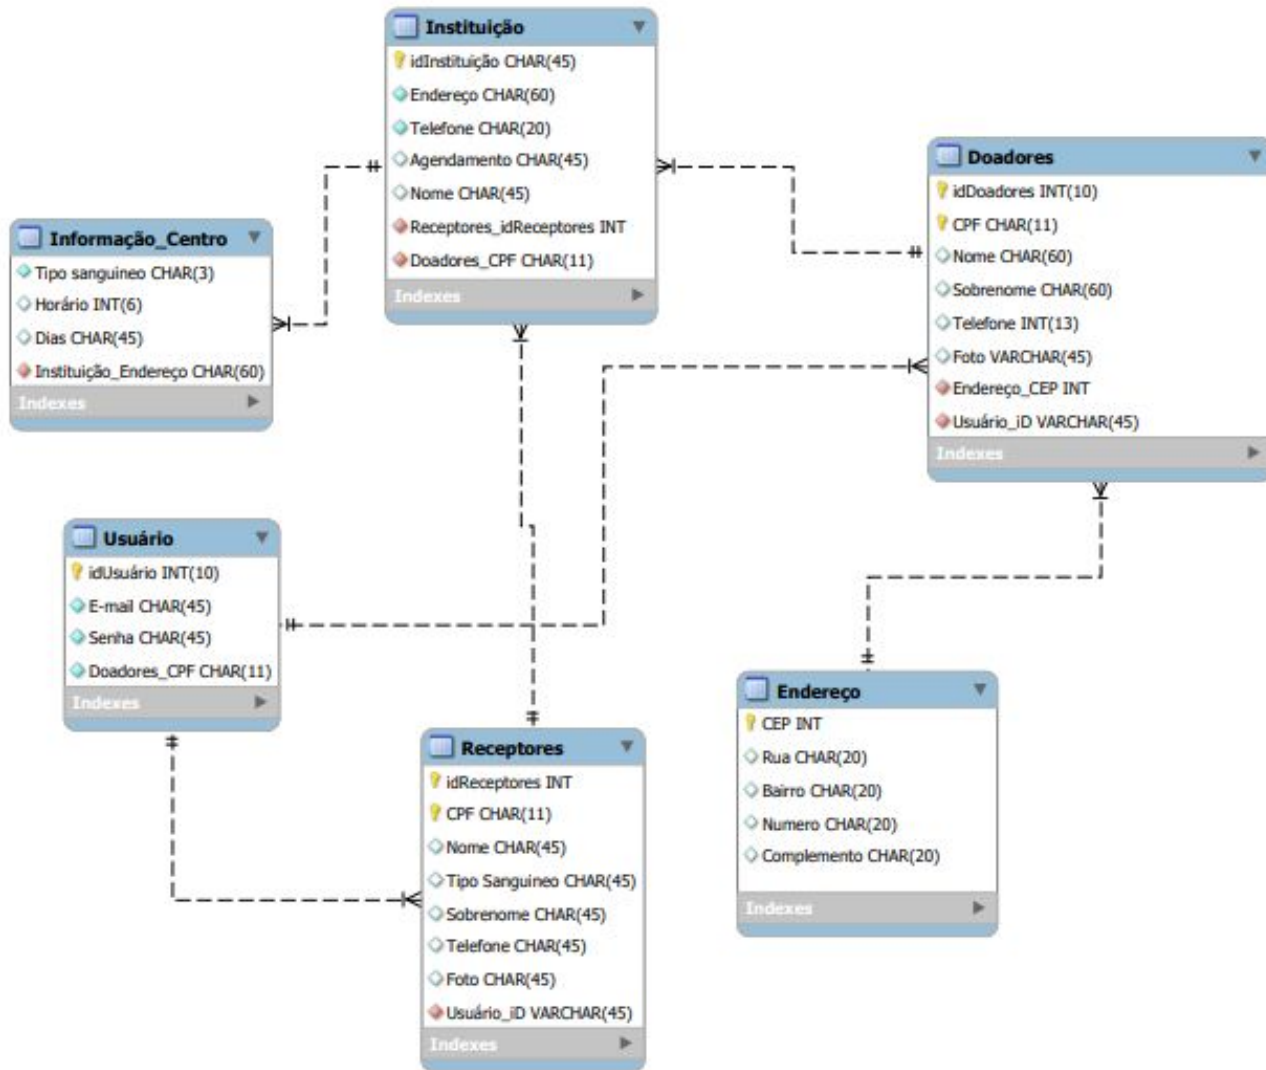 Instituição
idInstituição CHAR(45)
Endereço CHAR(60)
Telefone CHAR(20)
Agendamento CHAR(45)
Nome CHAR(45)
Receptores_idReceptores INT
Doadores_CPF CHAR(11)
Indexes
Doadores
idDoadores INT(10)
CPF CHAR(11)
Nome CHAR(60)
Sobrenome CHAR(60)
Telefone INT(13)
Foto VARCHAR(45)
Endereço_CEP INT
Usuário_iD VARCHAR(45)
Indexes
Informação_Centro
Tipo sanguineo CHAR(3)
Horário INT(6)
Dias CHAR(45)
Instituição_Endereço CHAR(60)
Indexes
Usuário
idUsuário INT(10)
E-mail CHAR(45)
Senha CHAR(45)
Doadores_CPF CHAR(11)
Indexes
Receptores
idReceptores INT
CPF CHAR(11)
Nome CHAR(45)
Tipo Sanguineo CHAR(45)
Sobrenome CHAR(45)
Telefone CHAR(45)
Foto CHAR(45)
Usuário_iD VARCHAR(45)
Indexes
Endereço
CEP INT
Rua CHAR(20)
Bairro CHAR(20)
Numero CHAR(20)
Complemento CHAR(20)
Indexes